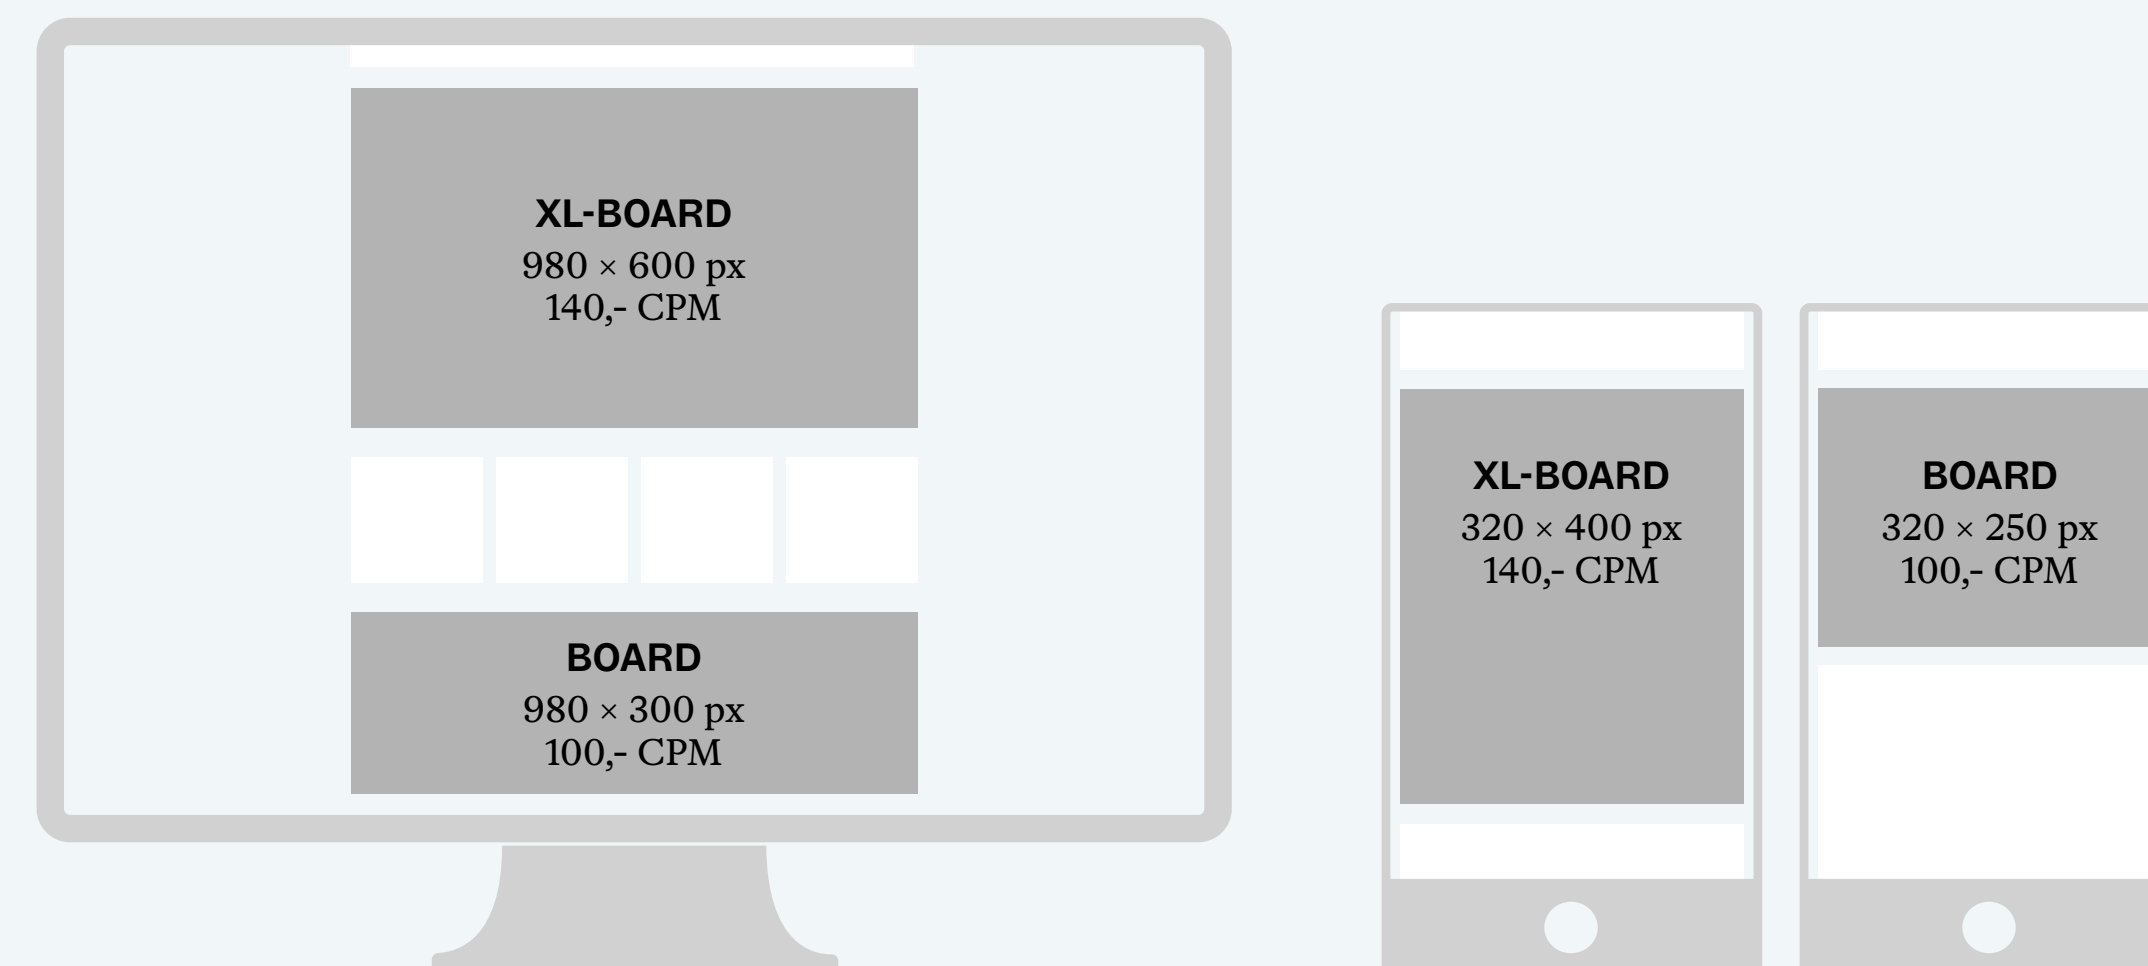 XL-BOARD
980 × 600 px
140,- CPM
BOARD
980 × 300 px
100,- CPM
XL-BOARD
320 × 400 px
140,- CPM
BOARD
320 × 250 px
100,- CPM